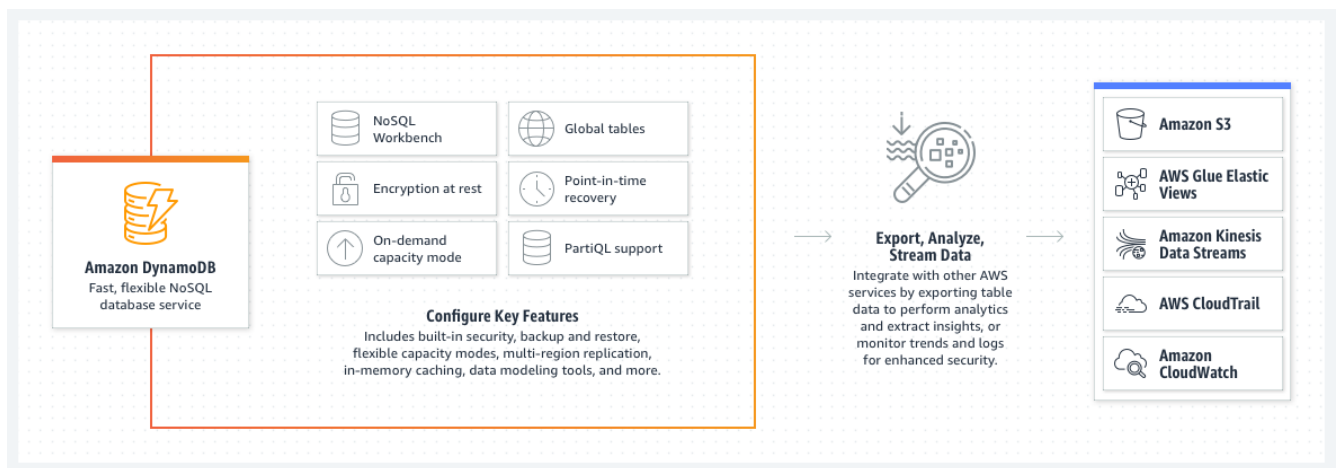 Amazon DynamoDB
Fast, flexible NoSQL
database service
NoSQL
Workbench
Global tables
Encryption at rest
Point-in-time
recovery
On-demand
capacity mode
PartiQL support
Configure Key Features
Includes built-in security, backup and restore,
flexible capacity modes, multi-region replication,
in-memory caching, data modeling tools, and more.
Export, Analyze,
Stream Data
Integrate with other AWS
services by exporting table
data to perform analytics
and extract insights, or
monitor trends and logs
for enhanced security.
Amazon S3
AWS Glue Elastic
Views
Amazon Kinesis
Data Streams
AWS CloudTrail
Amazon
CloudWatch